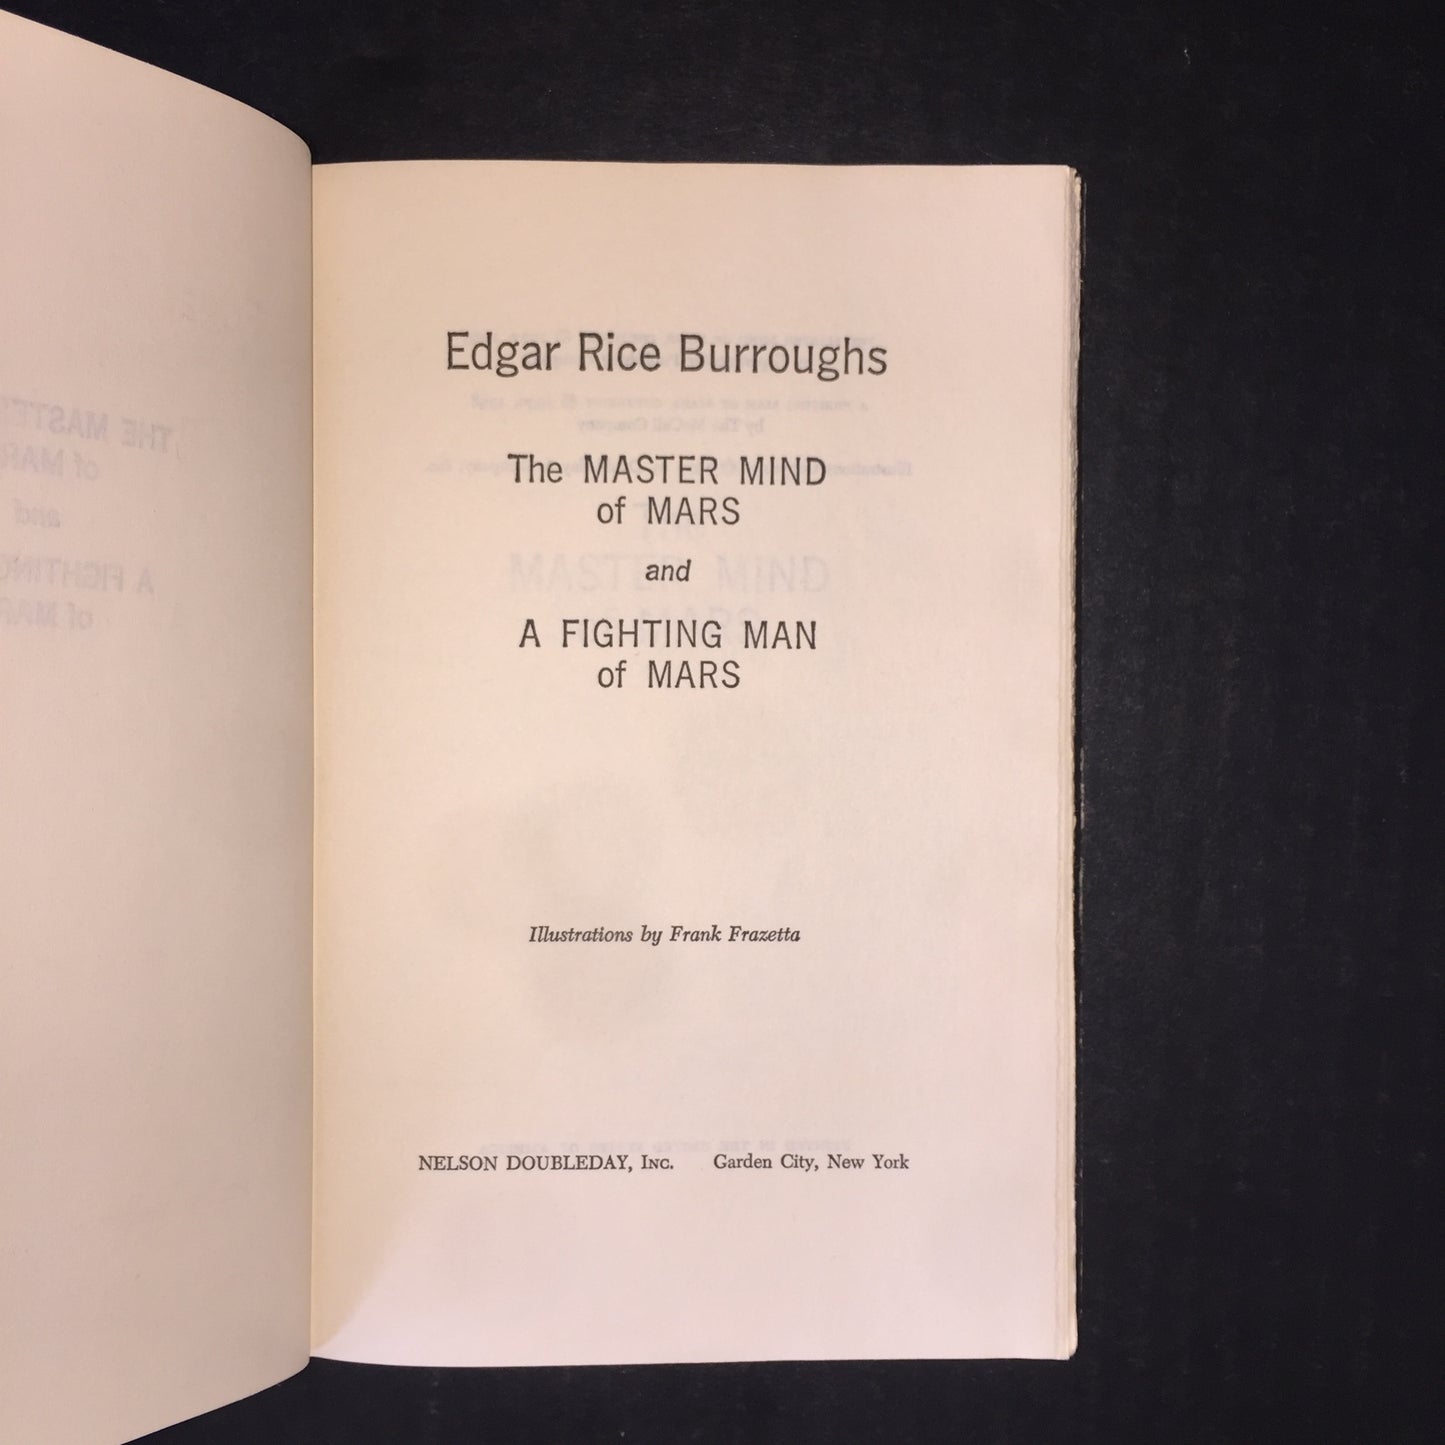 Edgar Rice Burroughs
The MASTER MIND
of MARS
and
A FIGHTING MAN
of MARS
Illustrations by Frank Frazetta
NELSON DOUBLEDAY, INC. Garden City, New York